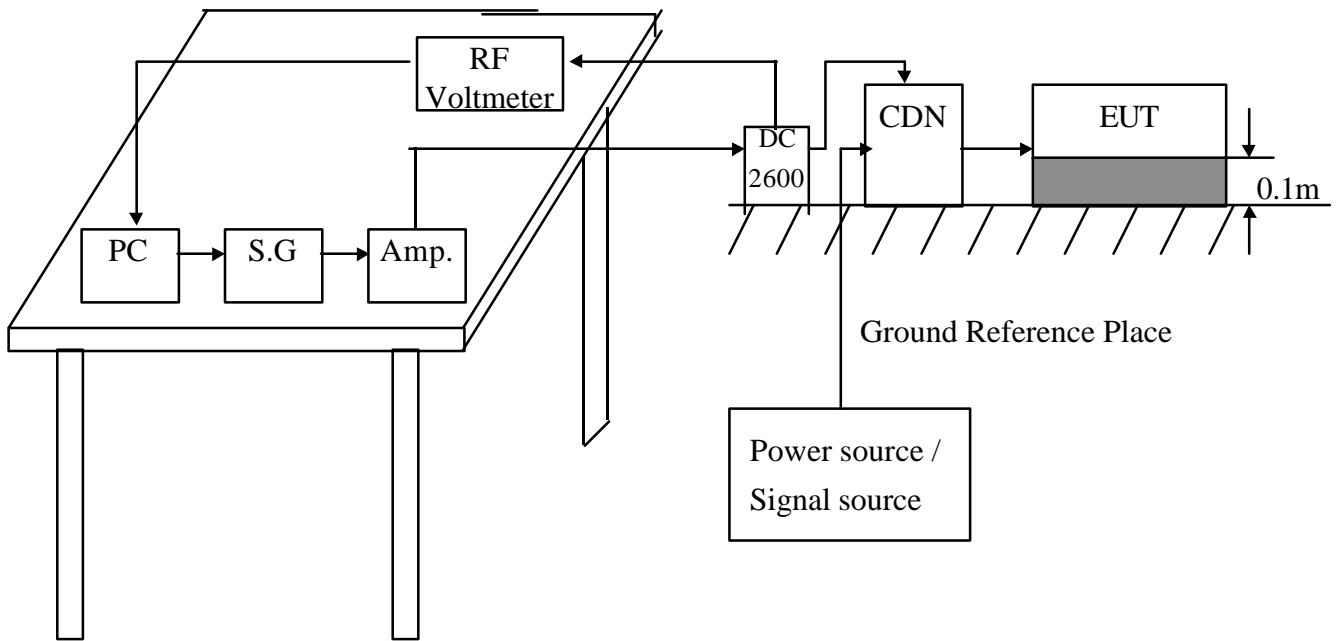 RF
Voltmeter
DC
2600
CDN
EUT
0.1m
PC
S.G
Amp.
Ground Reference Place
Power source /
Signal source